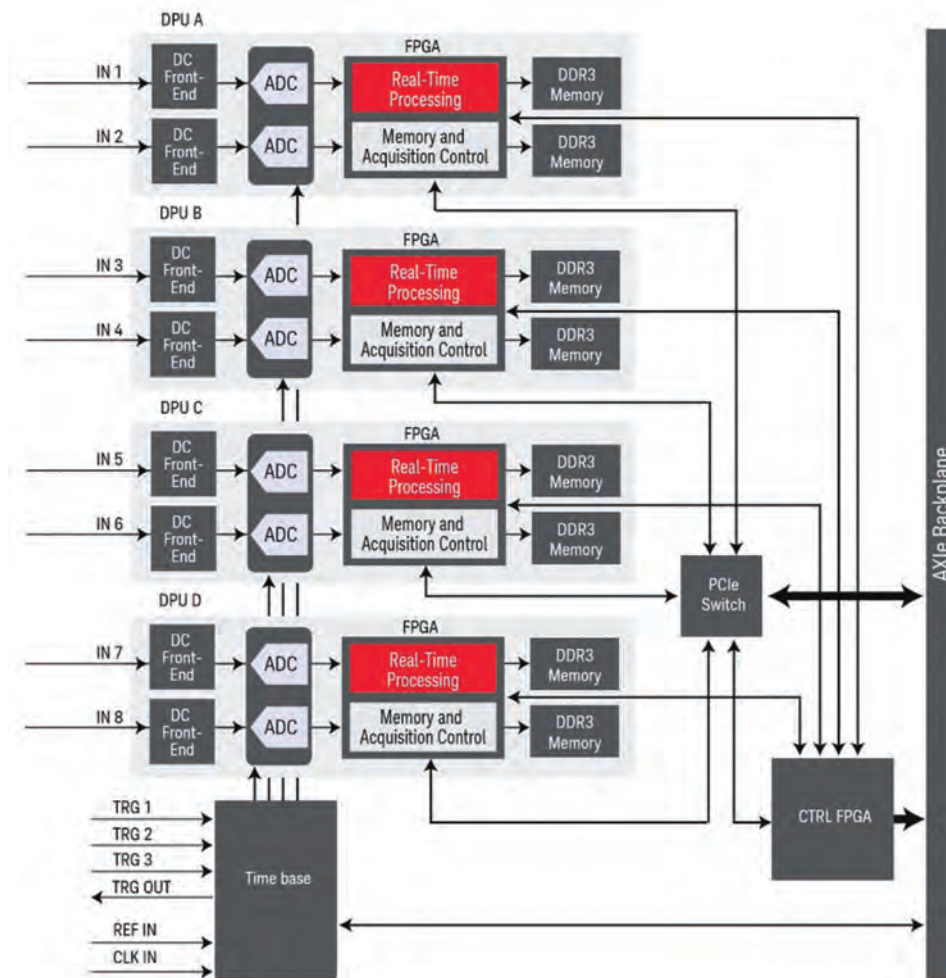 DPU A
FPGA
IN 1
DC
Front-
End
ADC
Real-Time
Processing
DDR3
Memory
IN 2
DC
Front-
End
ADC
Memory and
Acquisition Control
DDR3
Memory
DPU B
FPGA
IN 3
DC
Front-
End
ADC
Real-Time
Processing
DDR3
Memory
IN 4
DC
Front-
End
ADC
Memory and
Acquisition Control
DDR3
Memory
DPU C
FPGA
IN 5
DC
Front-
End
ADC
Real-Time
Processing
DDR3
Memory
IN 6
DC
Front-
End
ADC
Memory and
Acquisition Control
DDR3
Memory
DPU D
FPGA
IN 7
DC
Front-
End
ADC
Real-Time
Processing
DDR3
Memory
IN 8
DC
Front-
End
ADC
Memory and
Acquisition Control
DDR3
Memory
PCIe
Switch
AXIe Backplane
CTRL FPGA
TRG 1
TRG 2
TRG 3
TRG OUT
REF IN
CLK IN
Time base